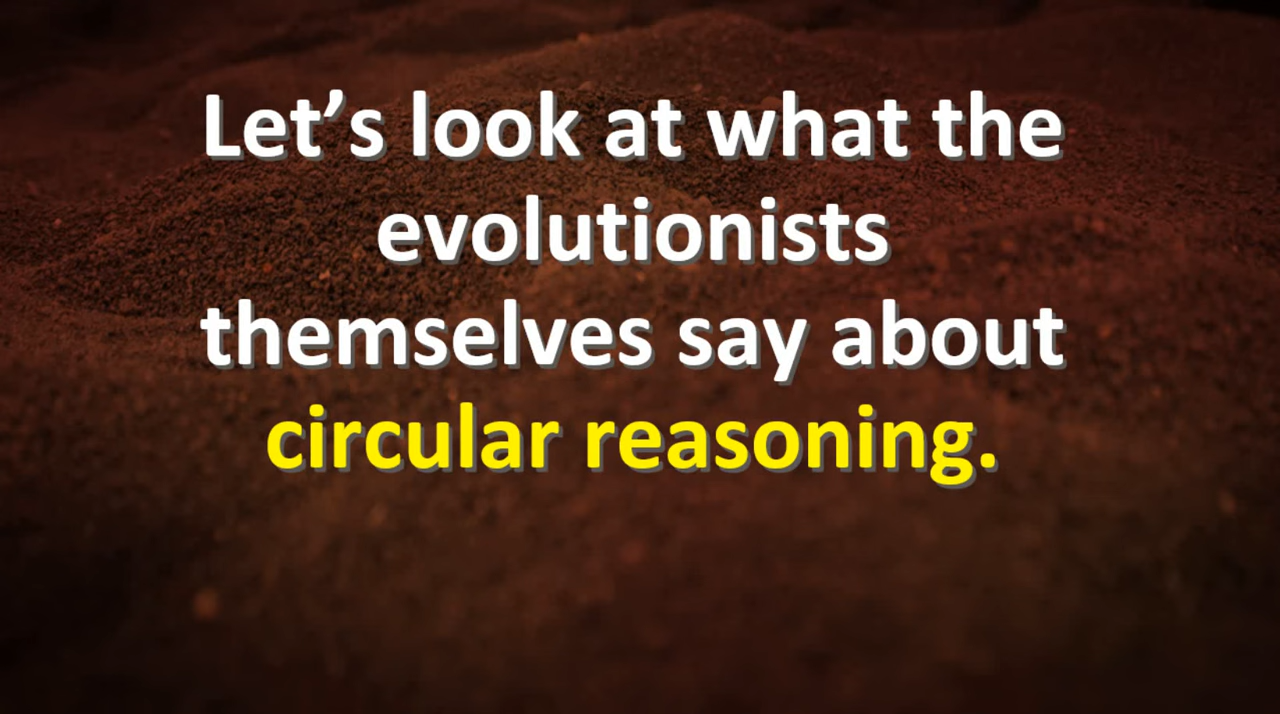 Let’s look at what the
evolutionists
themselves say about
circular reasoning.